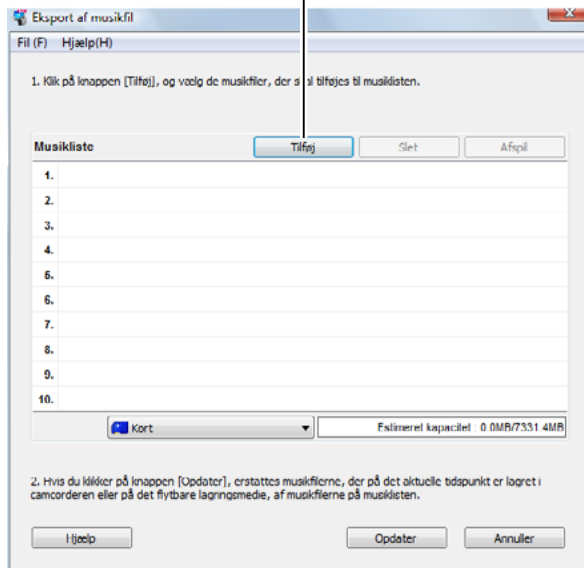 Eksport af musikfil
Fil (F) Hjælp(H)
1. Klik på knappen [Tilføj], og vælg de musikfiler, der skal tilføjes til musiklisten.
Musikliste Tilføj Slet Afspil
1.
2.
3.
4.
5.
6.
7.
8.
9.
10.
Kort Estimeret kapacitet : 0.0MB/7331.4MB
2. Hvis du klikker på knappen [Opdater], erstattes musikfilerne, der på det aktuelle tidspunkt er lagret i
camcorderen eller på det flytbare lagringsmedie, af musikfilerne på musiklisten.
Hjælp Opdater Annuller